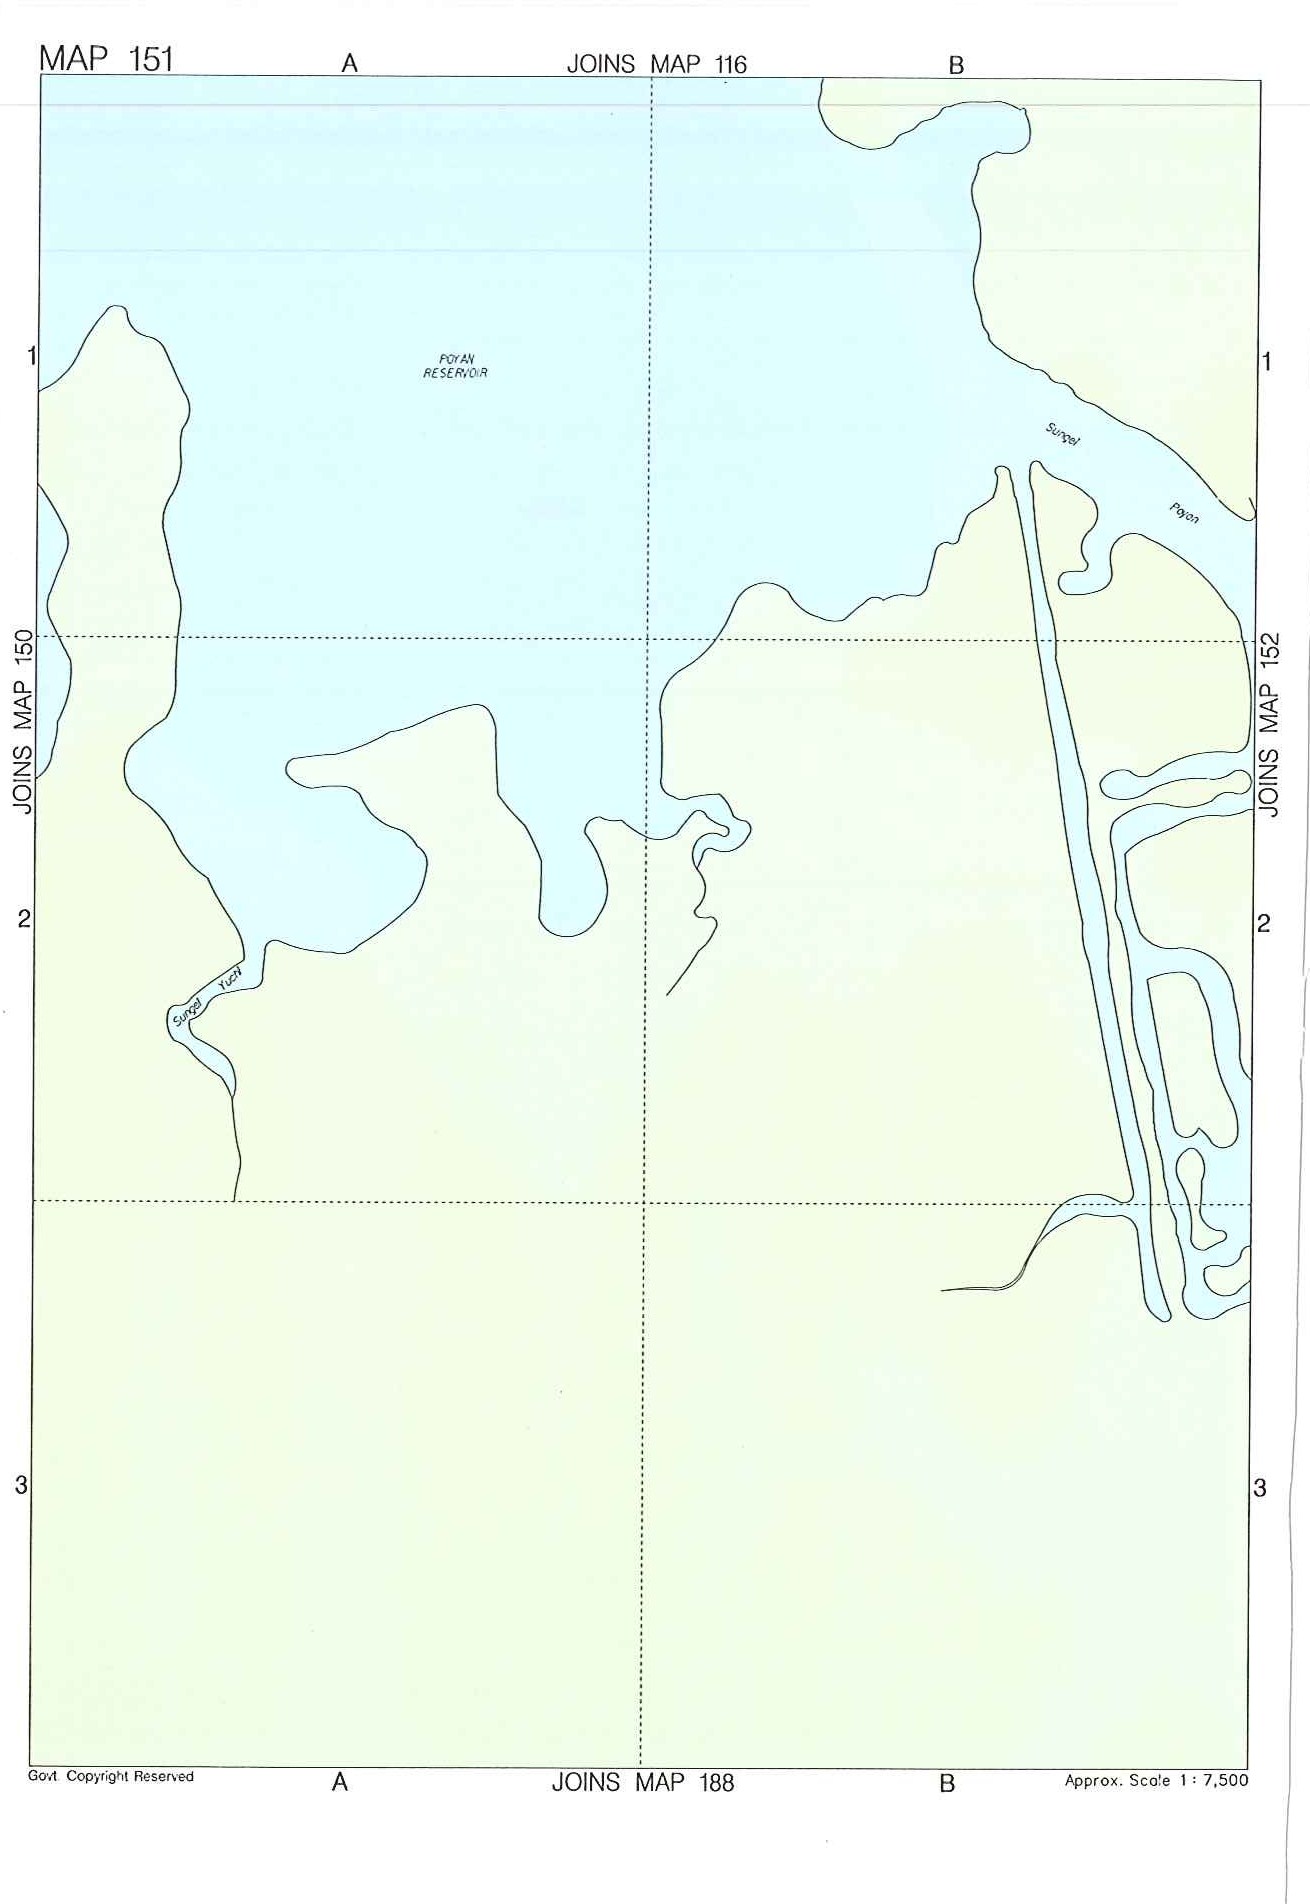 MAP 151
A
JOINS MAP 116
B
1
1
POYAN
RESERVOIR
Sungei
Poyan
JOINS MAP 150
JOINS MAP 152
2
2
Sungei Yuchi
3
3
Govt. Copyright Reserved
A
JOINS MAP 188
B
Approx. Scale 1 : 7,500